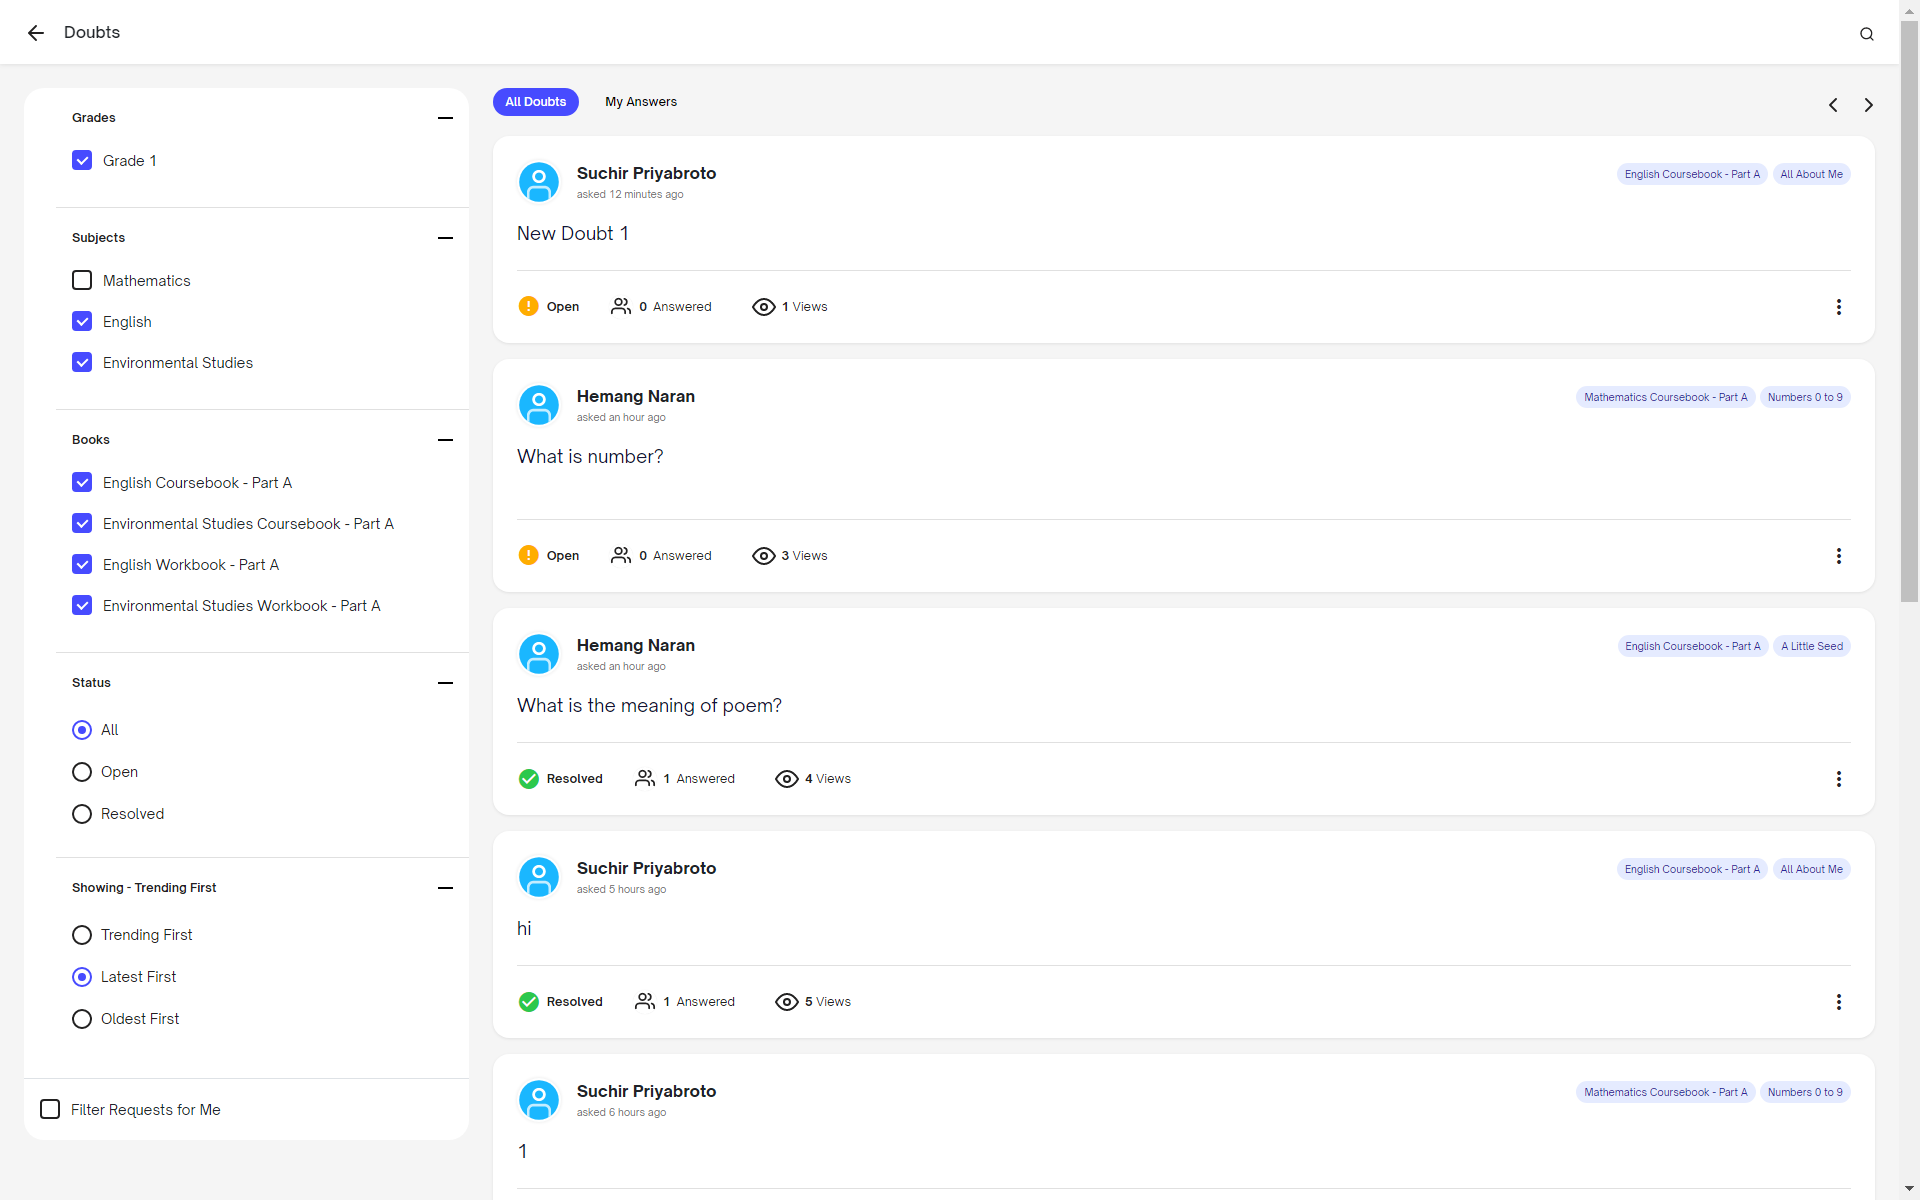 Doubts
Grades
Grade 1
Subjects
Mathematics
English
Environmental Studies
Books
English Coursebook - Part A
Environmental Studies Coursebook - Part A
English Workbook - Part A
Environmental Studies Workbook - Part A
Status
All
Open
Resolved
Showing - Trending First
Trending First
Latest First
Oldest First
Filter Requests for Me
All Doubts My Answers
Suchir Priyabroto English Coursebook - Part A All About Me
asked 12 minutes ago
New Doubt 1
Open 0 Answered 1 Views
Hemang Naran Mathematics Coursebook - Part A Numbers 0 to 9
asked an hour ago
What is number?
Open 0 Answered 3 Views
Hemang Naran English Coursebook - Part A A Little Seed
asked an hour ago
What is the meaning of poem?
Resolved 1 Answered 4 Views
Suchir Priyabroto English Coursebook - Part A All About Me
asked 5 hours ago
hi
Resolved 1 Answered 5 Views
Suchir Priyabroto Mathematics Coursebook - Part A Numbers 0 to 9
asked 6 hours ago
1